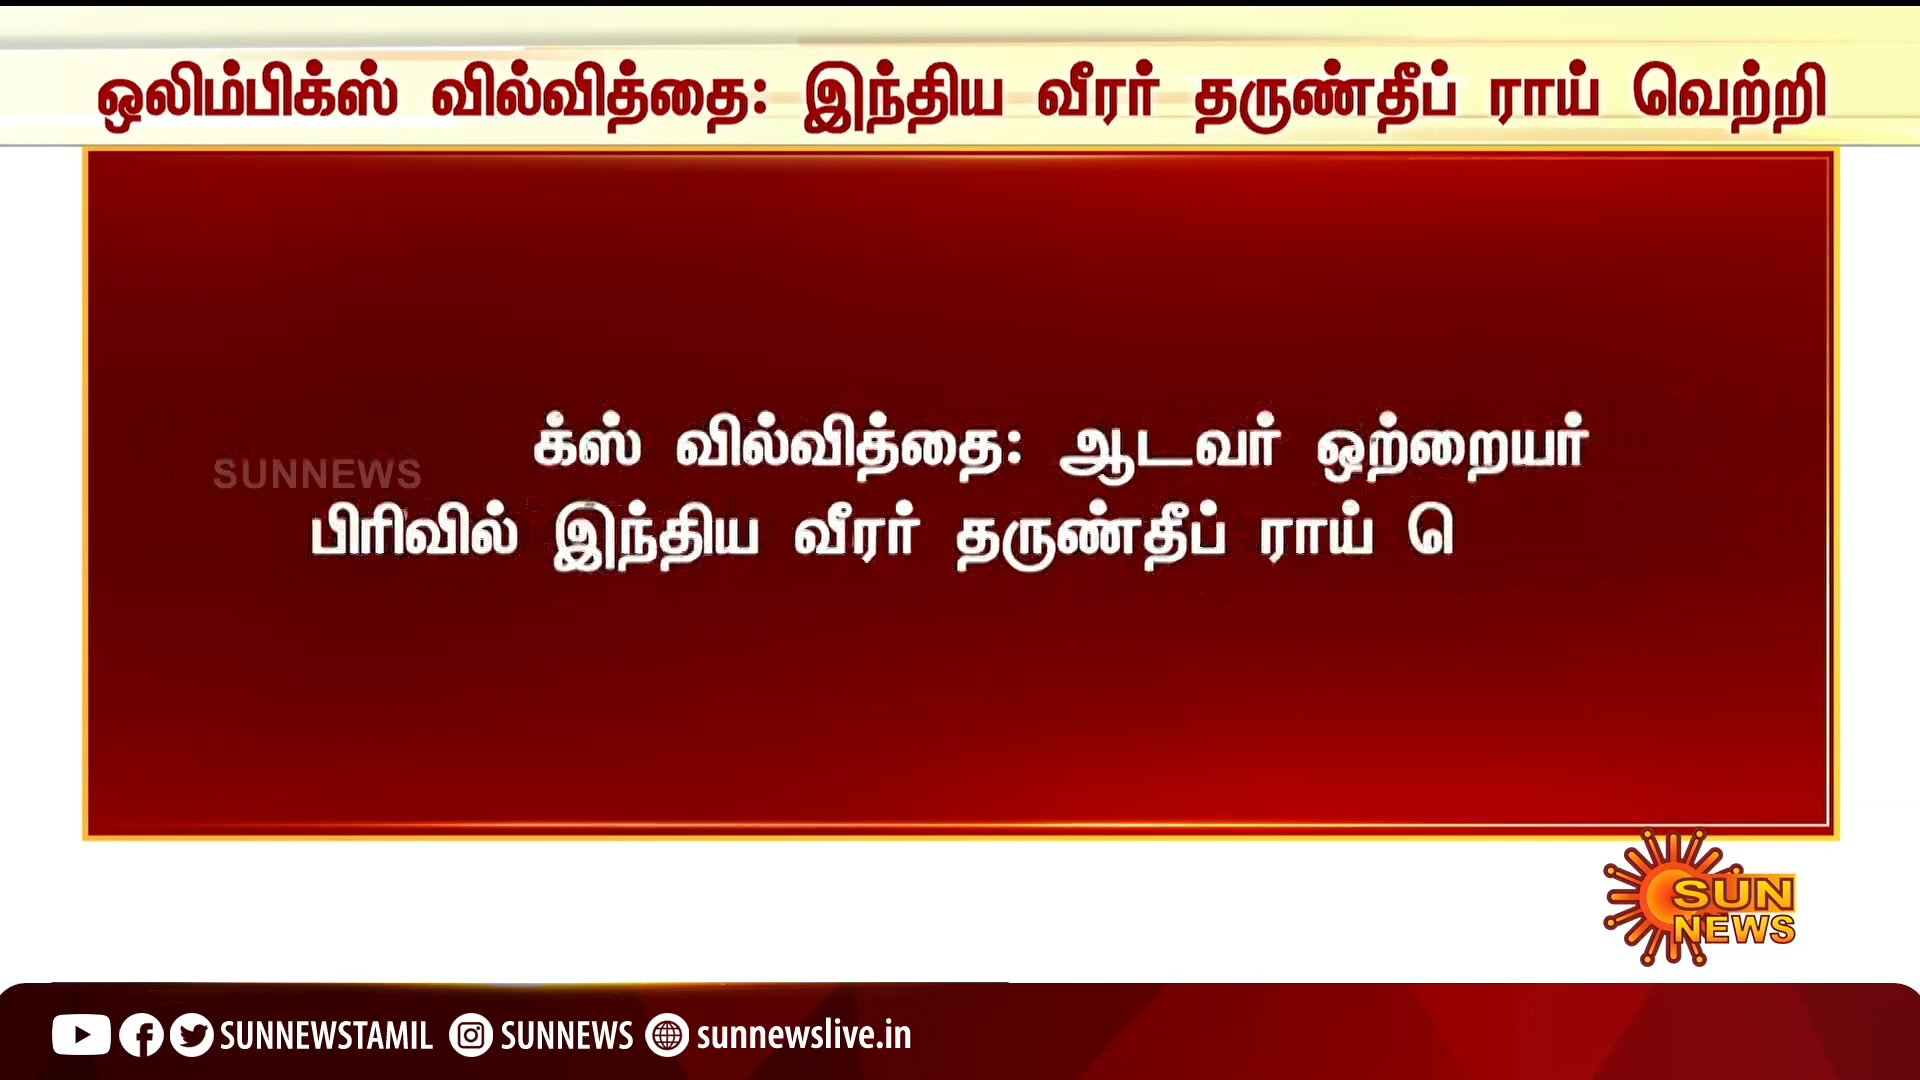 ஒலிம்பிக்ஸ் வில்வித்தை: இந்திய வீரர் தருண்தீப் ராய் வெற்றி
க்ஸ் வில்வித்தை: ஆடவர் ஒற்றையர்
SUNNEWS
பிரிவில் இந்திய வீரர் தருண்தீப் ராய் ெ
SUN
NEWS
SUNNEWSTAMIL SUNNEWS sunnewslive.in